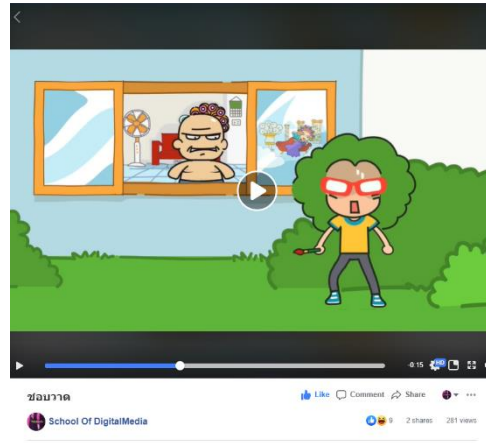 -0:15 HD
ชอบวาด
Like Comment Share
School Of DigitalMedia
9 2 shares 281 views